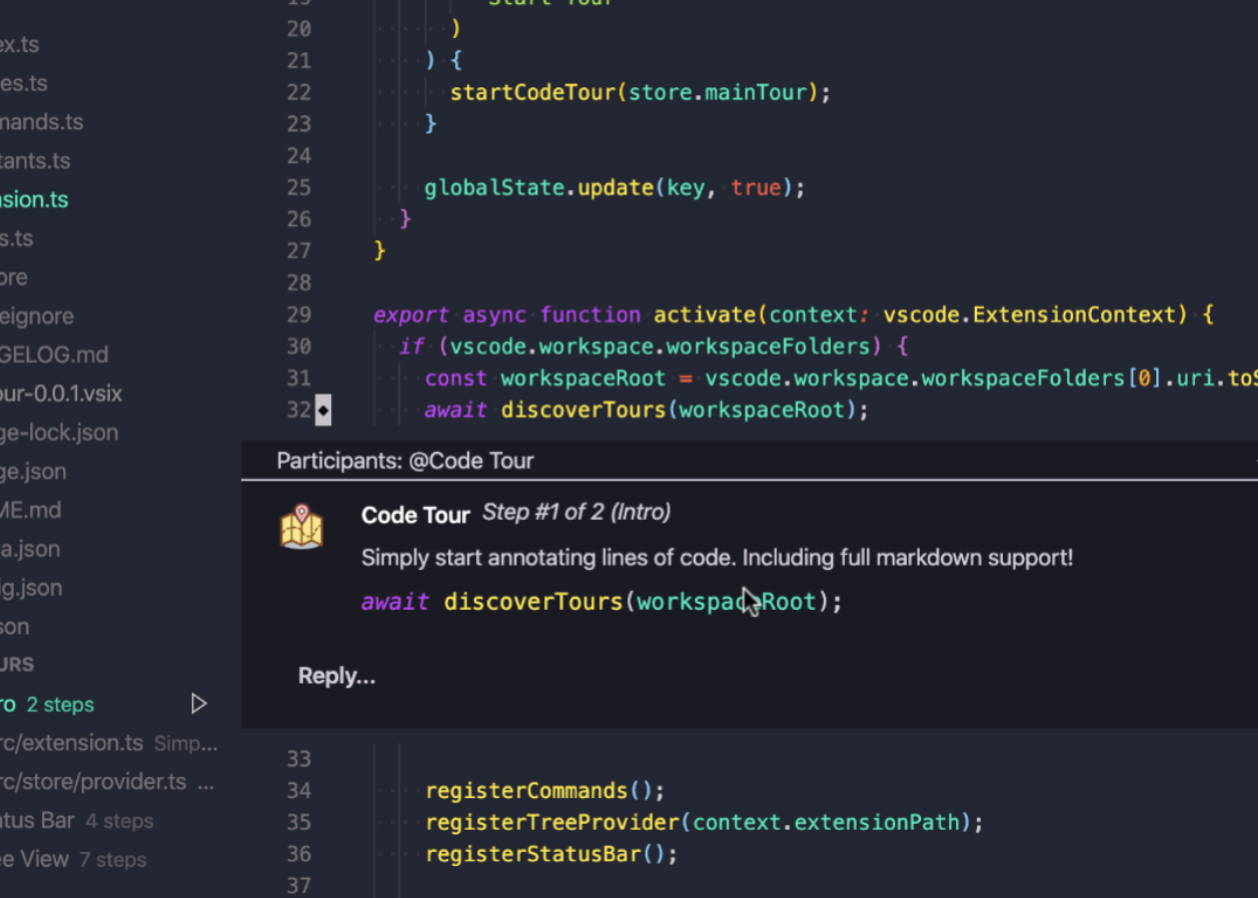 ex.ts
es.ts
mands.ts
tants.ts
sion.ts
s.ts
ore
eignore
GELOG.md
our-0.0.1.vsix
ge-lock.json
ge.json
ME.md
a.json
ig.json
son
URS
ro 2 steps
rc/extension.ts Simp...
rc/store/provider.ts ...
atus Bar 4 steps
ee View 7 steps
19 Start Tour
20 )
21 ) {
22 startCodeTour(store.mainTour);
23 }
24
25 globalState.update(key, true);
26 }
27 }
28
29 export async function activate(context: vscode.ExtensionContext) {
30 if (vscode.workspace.workspaceFolders) {
31 const workspaceRoot = vscode.workspace.workspaceFolders[0].uri.toS
32 await discoverTours(workspaceRoot);
Participants: @Code Tour
Code Tour Step #1 of 2 (Intro)
Simply start annotating lines of code. Including full markdown support!
await discoverTours(workspaceRoot);
Reply...
33
34 registerCommands();
35 registerTreeProvider(context.extensionPath);
36 registerStatusBar();
37